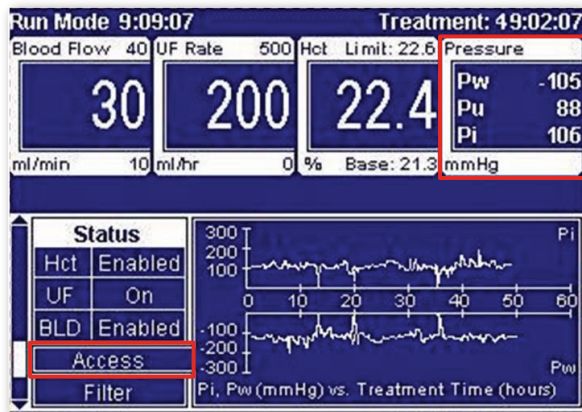 Run Mode 9:09:07 Treatment: 49:02:07
Blood Flow 40 UF Rate 500 Hct Limit: 22.6 Pressure
30 200 22.4
Pw -105
Pu 88
Pi 106
ml/min 10 ml/hr 0 % Base: 21.3 mmHg
Status
Hct Enabled
UF On
BLD Enabled
Access
Filter
300 Pi
200
100
0 10 20 30 40 50 60
-100
-200
-300 Pw
Pi, Pw (mmHg) vs. Treatment Time (hours)